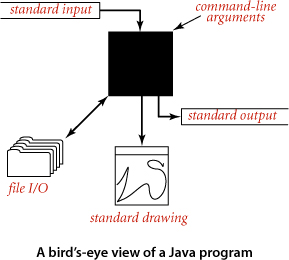 standard input
command-line
arguments
standard output
file I/O
standard drawing
A bird's-eye view of a Java program